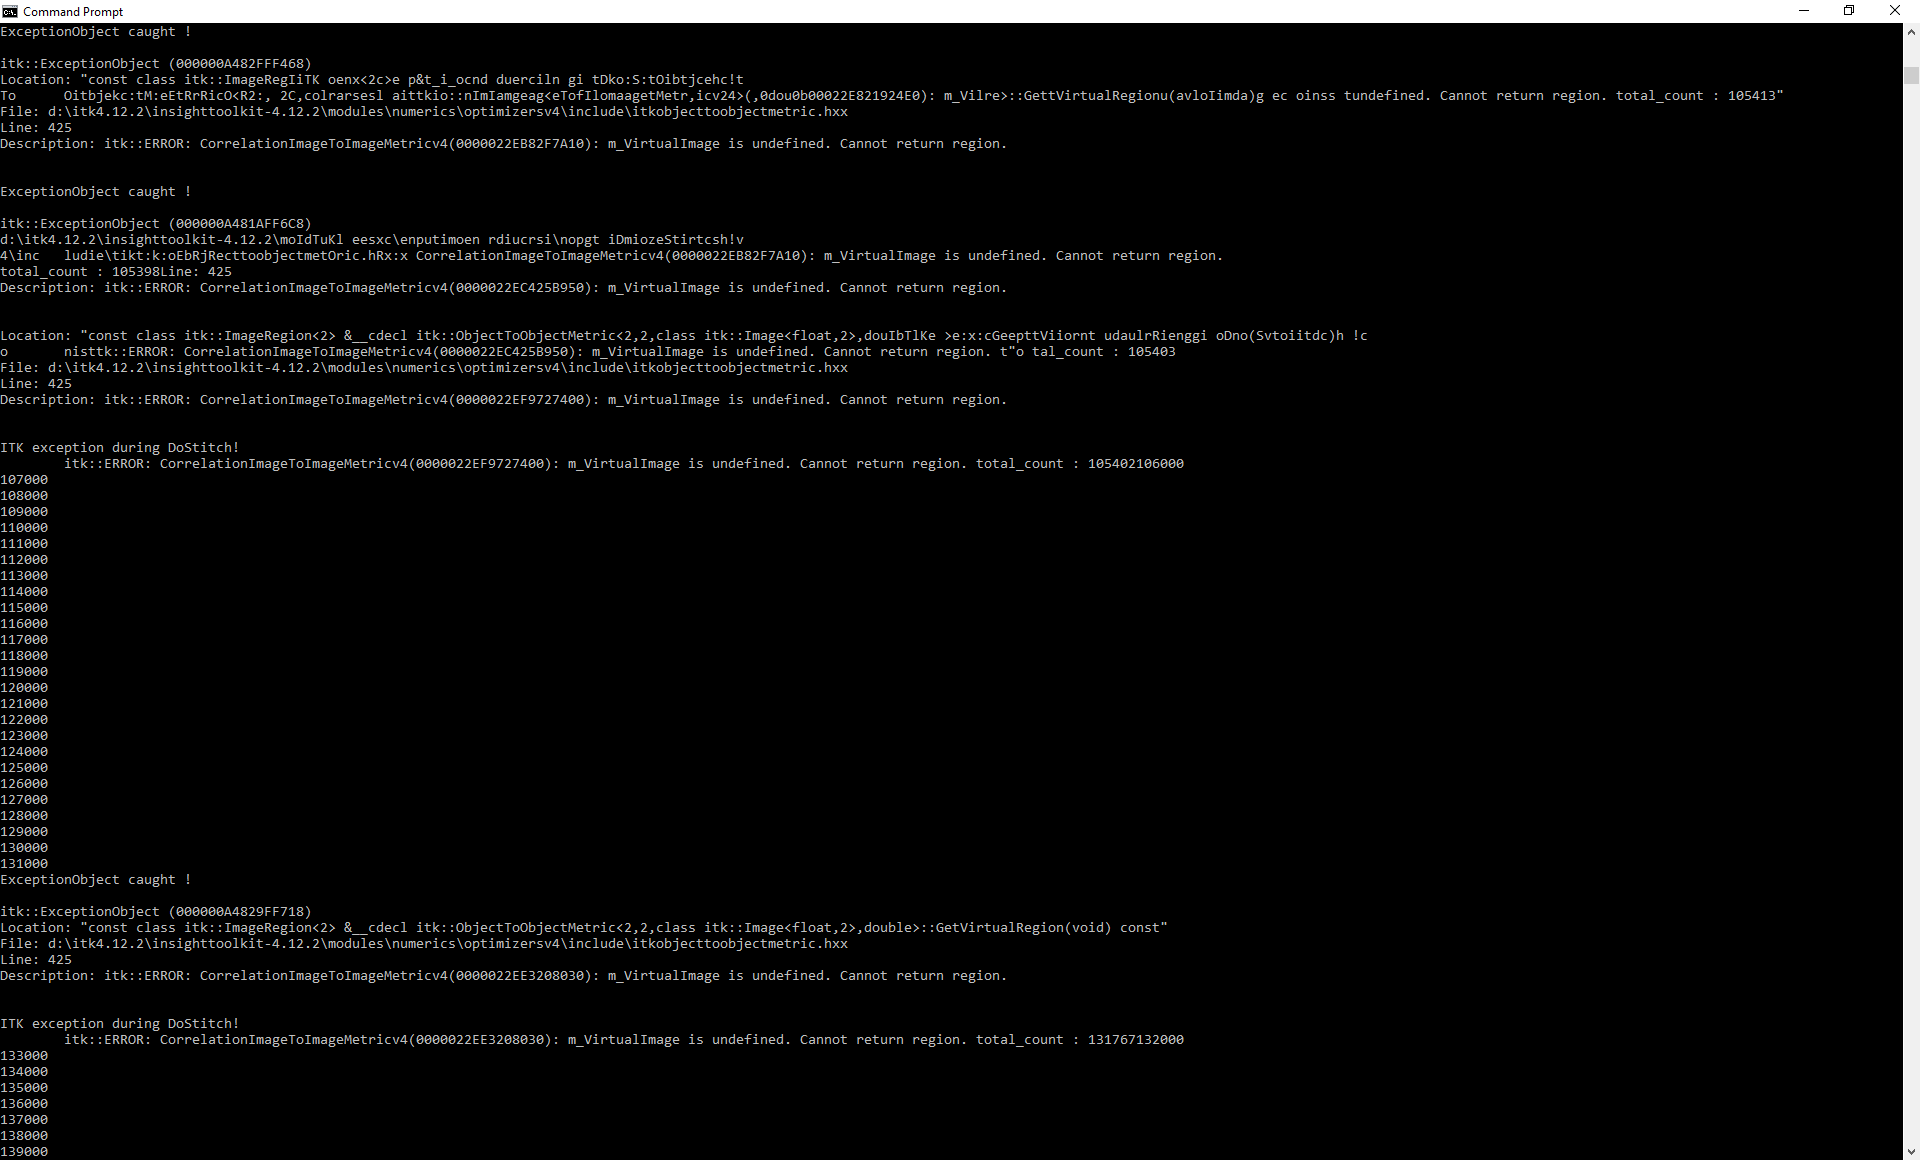 Command Prompt
ExceptionObject caught !
itk::ExceptionObject (000000A482FFF468)
Location: "const class itk::ImageRegIiTK oenx<2c>e p&t_i_ocnd duerciln gi tDko:S:tOibtjcehc!t
To      Oitbjekc:tM:eEtRrRicO<R2:, 2C,colrarsesl aittkio::nImIamgeag<eTofIlomaagetMetr,icv24>(,0dou0b00022E821924E0): m_Vilre>::GettVirtualRegionu(avloIimda)g ec oinss tundefined. Cannot return region. total_count : 105413"
File: d:\itk4.12.2\insighttoolkit-4.12.2\modules\numerics\optimizersv4\include\itkobjecttoobjectmetric.hxx
Line: 425
Description: itk::ERROR: CorrelationImageToImageMetricv4(0000022EB82F7A10): m_VirtualImage is undefined. Cannot return region.
ExceptionObject caught !
itk::ExceptionObject (000000A481AFF6C8)
d:\itk4.12.2\insighttoolkit-4.12.2\moIdTuKl eesxc\enputimoen rdiucrsi\nopgt iDmiozeStirtcsh!v
4\inc   ludie\tikt:k:oEbRjRecttoobjectmetOric.hRx:x CorrelationImageToImageMetricv4(0000022EB82F7A10): m_VirtualImage is undefined. Cannot return region.
total_count : 105398Line: 425
Description: itk::ERROR: CorrelationImageToImageMetricv4(0000022EC425B950): m_VirtualImage is undefined. Cannot return region.
Location: "const class itk::ImageRegion<2> &__cdecl itk::ObjectToObjectMetric<2,2,class itk::Image<float,2>,douIbTlKe >e:x:cGeepttViiornt udaulrRienggi oDno(Svtoiitdc)h !c
o       nisttk::ERROR: CorrelationImageToImageMetricv4(0000022EC425B950): m_VirtualImage is undefined. Cannot return region. t"o tal_count : 105403
File: d:\itk4.12.2\insighttoolkit-4.12.2\modules\numerics\optimizersv4\include\itkobjecttoobjectmetric.hxx
Line: 425
Description: itk::ERROR: CorrelationImageToImageMetricv4(0000022EF9727400): m_VirtualImage is undefined. Cannot return region.
ITK exception during DoStitch!
        itk::ERROR: CorrelationImageToImageMetricv4(0000022EF9727400): m_VirtualImage is undefined. Cannot return region. total_count : 105402106000
107000
108000
109000
110000
111000
112000
113000
114000
115000
116000
117000
118000
119000
120000
121000
122000
123000
124000
125000
126000
127000
128000
129000
130000
131000
ExceptionObject caught !
itk::ExceptionObject (000000A4829FF718)
Location: "const class itk::ImageRegion<2> &__cdecl itk::ObjectToObjectMetric<2,2,class itk::Image<float,2>,double>::GetVirtualRegion(void) const"
File: d:\itk4.12.2\insighttoolkit-4.12.2\modules\numerics\optimizersv4\include\itkobjecttoobjectmetric.hxx
Line: 425
Description: itk::ERROR: CorrelationImageToImageMetricv4(0000022EE3208030): m_VirtualImage is undefined. Cannot return region.
ITK exception during DoStitch!
        itk::ERROR: CorrelationImageToImageMetricv4(0000022EE3208030): m_VirtualImage is undefined. Cannot return region. total_count : 131767132000
133000
134000
135000
136000
137000
138000
139000